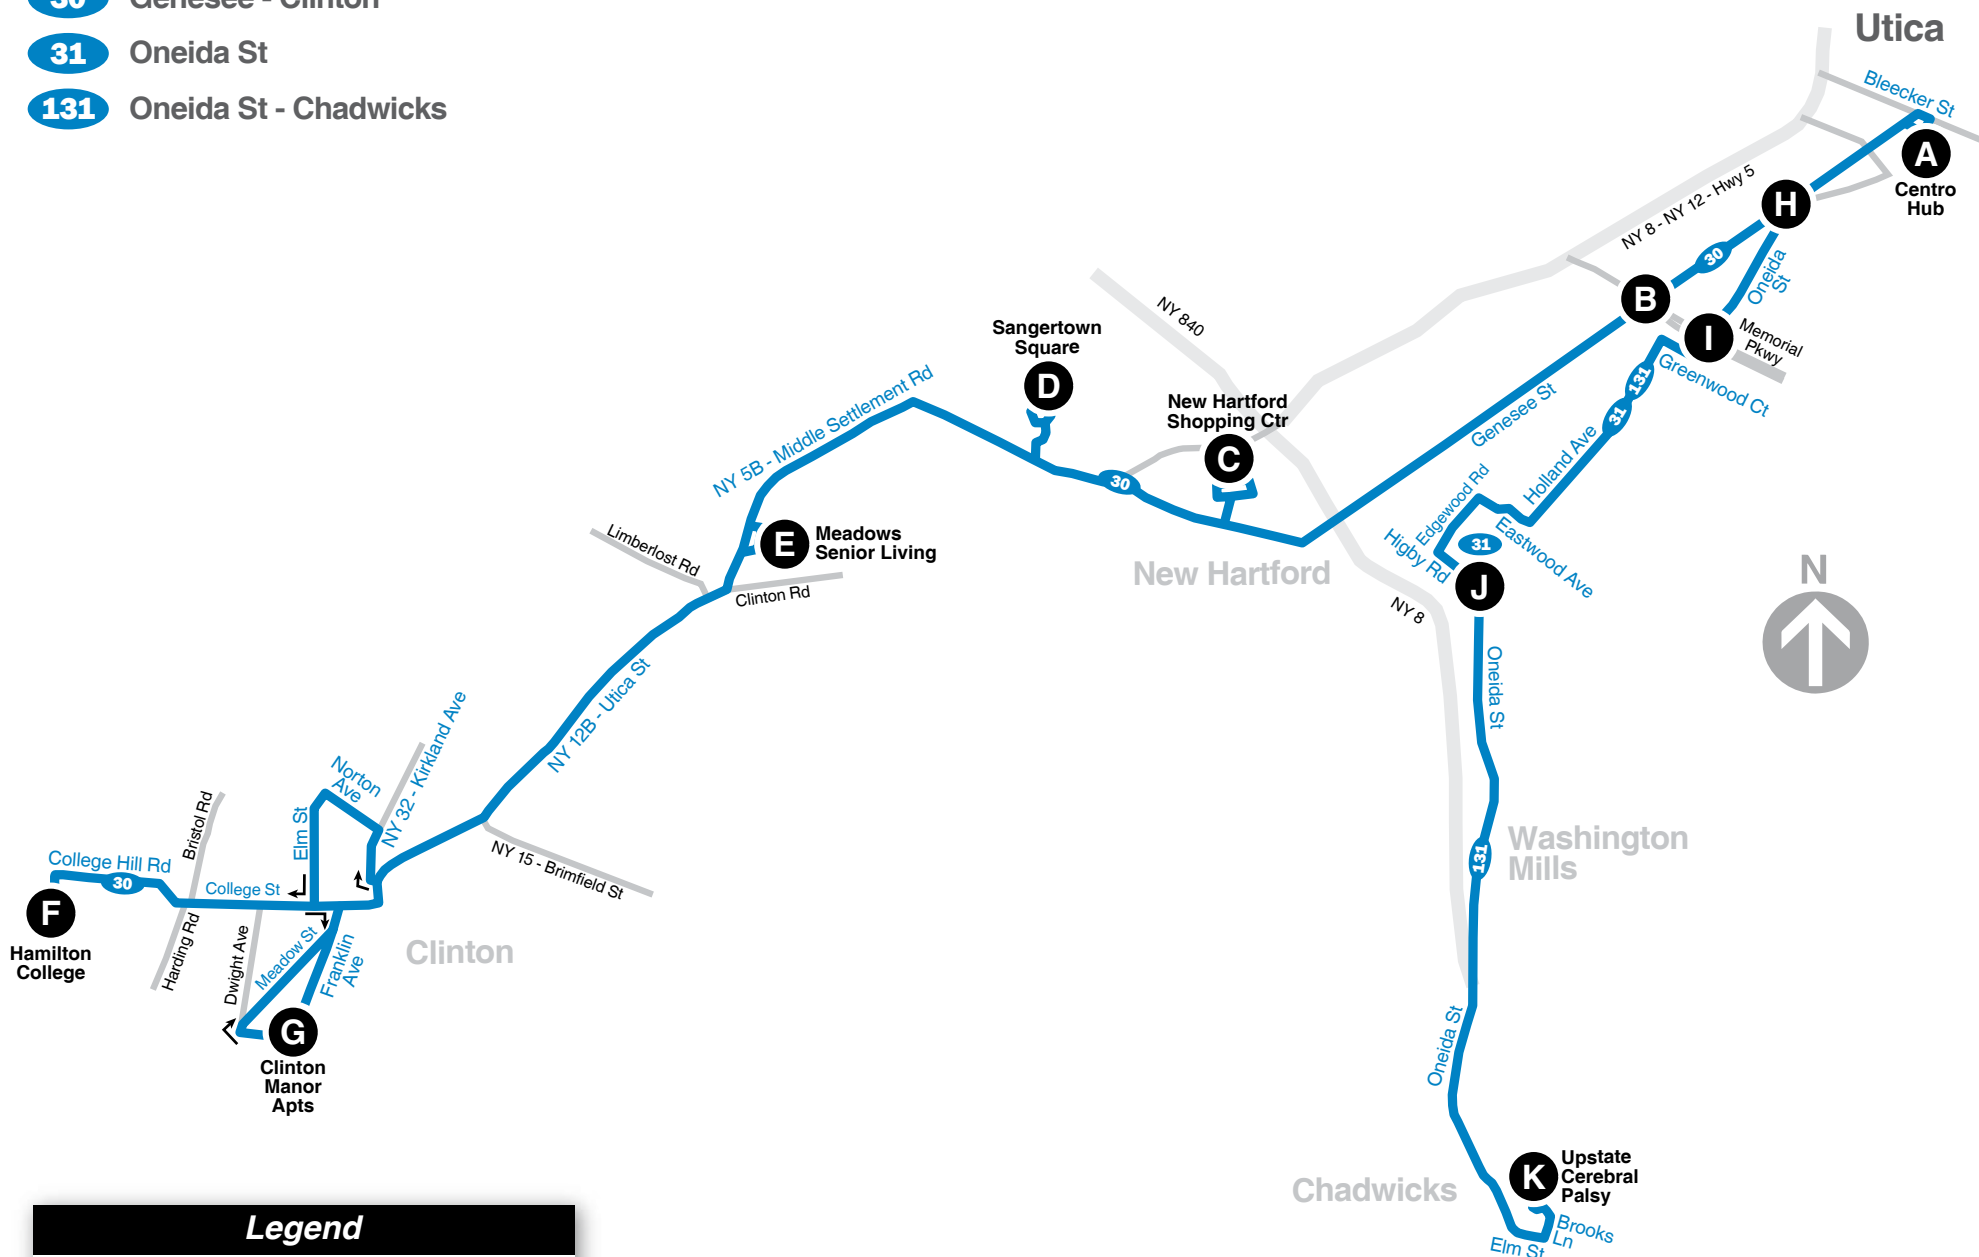 30 Genesee - Clinton
31 Oneida St
131 Oneida St - Chadwicks
Utica
Bleecker St
A
Centro
Hub
H
NY 8 - NY 12 - Hwy 5
30
Oneida
St
B
I
Memorial
Pkwy
Greenwood Ct
131
31
NY 840
Sangertown
Square
D
New Hartford
Shopping Ctr
C
30
Genesee St
Holland Ave
Edgewood Rd
Eastwood Ave
Higby Rd
31
J
NY 5B - Middle Settlement Rd
E
Meadows
Senior Living
Limberlost Rd
Clinton Rd
New Hartford
NY 8
N
Oneida St
NY 12B - Utica St
NY 32 - Kirkland Ave
Norton
Ave
Elm St
Bristol Rd
College Hill Rd
30
College St
NY 15 - Brimfield St
F
Hamilton
College
Harding Rd
Dwight Ave
Meadow St
Franklin
Ave
Clinton
G
Clinton
Manor
Apts
131
Washington
Mills
Oneida St
Chadwicks
K
Upstate
Cerebral
Palsy
Brooks
Ln
Elm St
Legend